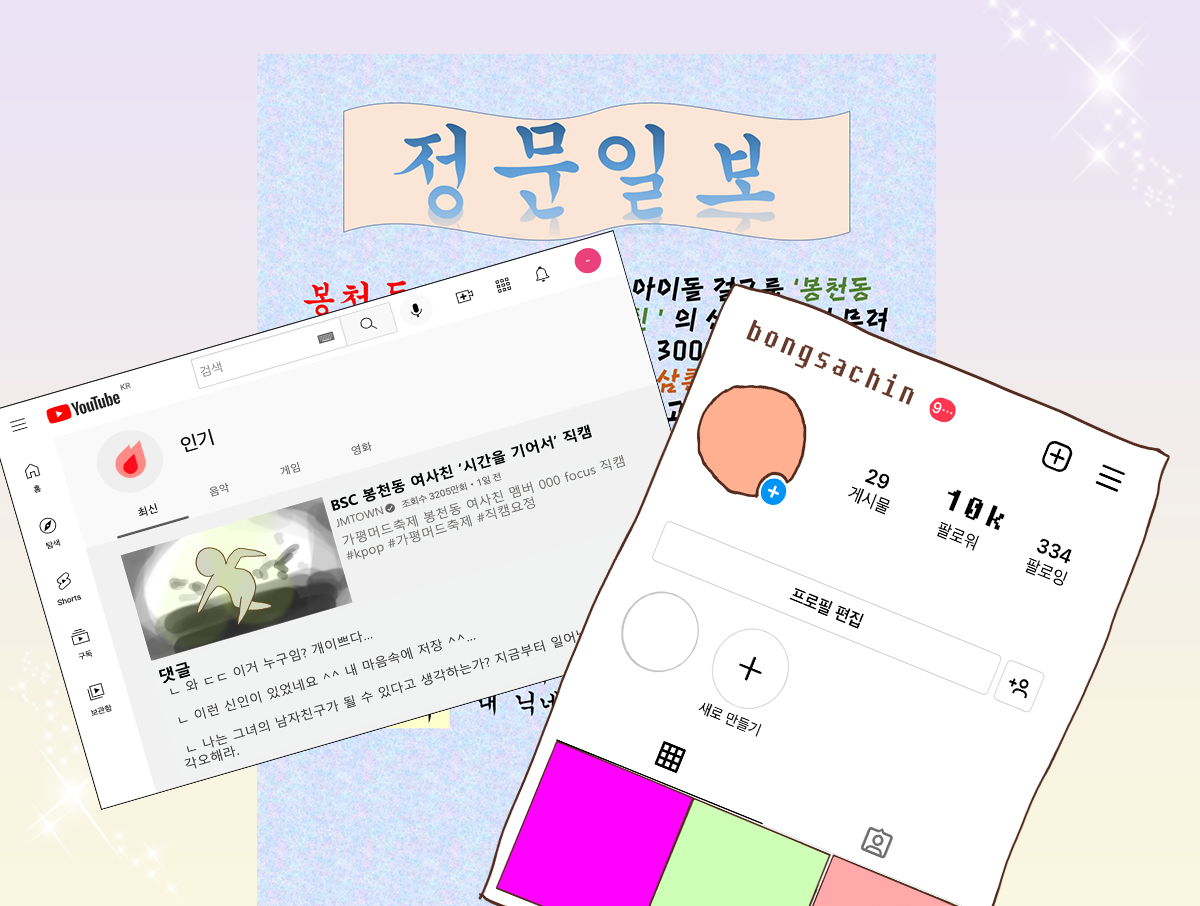 정문일보
봉천동
아이돌 걸그룹 '봉천동
' 의
300
YouTube KR
검색
인기
최신
음악
게임
영화
홈
탐색
Shorts
구독
보관함
BSC 봉천동 여사친 '시간을 기어서' 직캠
JMTOWN 조회수 3205만회 • 1일 전
가평머드축제 봉천동 여사친 멤버 000 focus 직캠
#kpop #가평머드축제 #직캠요정
댓글
ㄴ 와 ㄷㄷ 이거 누구임? 개이쁘다...
ㄴ 이런 신인이 있었네요 ^^ 내 마음속에 저장 ^^...
ㄴ 나는 그녀의 남자친구가 될 수 있다고 생각하는가? 지금부터
각오해라.
내
bongsachin
9...
29
게시물
10k
팔로워
334
팔로잉
프로필 편집
새로 만들기